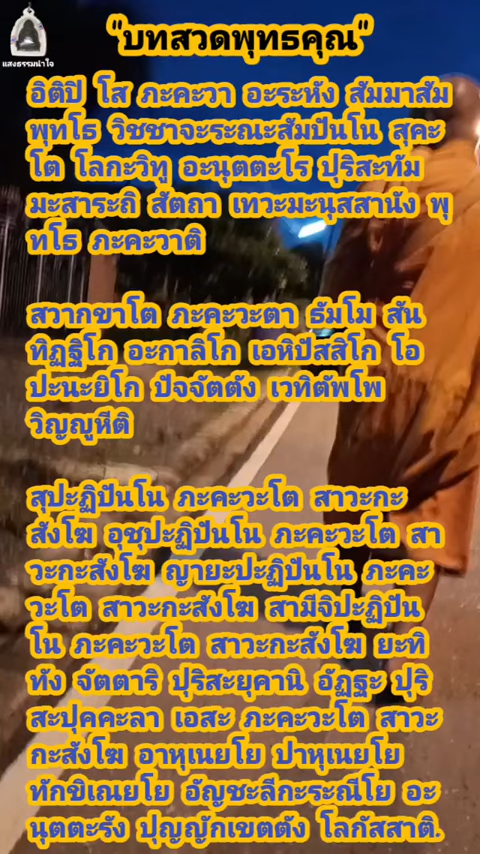 "บทสวดพุทธคุณ"
แสงธรรมนำใจ
อิติปิ โส ภะคะวา อะระหัง สัมมาสัม
พุทโธ วิชชาจะระณะสัมปันโน สุคะ
โต โลกะวิทู อะนุตตะโร ปุริสะทัม
มะสาระถิ สัตถา เทวะมะนุสสานัง พุ
ทโธ ภะคะวาติ
สวากขาโต ภะคะวะตา ธัมโม สัน
ทิฏฐิโก อะกาลิโก เอหิปัสสิโก โอ
ปะนะยิโก ปัจจัตตัง เวทิตัพโพ
วิญญูหีติ
สุปะฏิปันโน ภะคะวะโต สาวะกะ
สังโฆ อุชุปะฏิปันโน ภะคะวะโต สา
วะกะสังโฆ ญายะปะฏิปันโน ภะคะ
วะโต สาวะกะสังโฆ สามีจิปะฏิปัน
โน ภะคะวะโต สาวะกะสังโฆ ยะทิ
ทัง จัตตาริ ปุริสะยุคานิ อัฏฐะ ปุริ
สะปุคคะลา เอสะ ภะคะวะโต สาวะ
กะสังโฆ อาหุเนยโย ปาหุเนยโย
ทักขิเณยโย อัญชะลีกะระณีโย อะ
นุตตะรัง ปุญญักเขตตัง โลกัสสาติ.